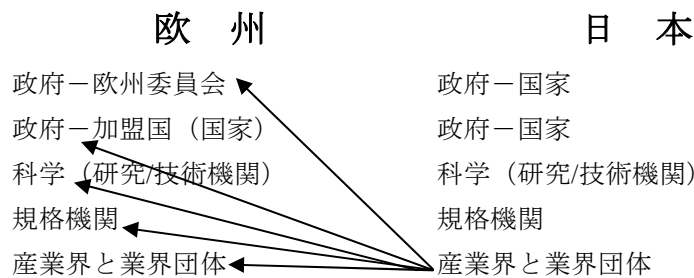 欧州 日本
政府－欧州委員会 政府－国家
政府－加盟国（国家） 政府－国家
科学（研究/技術機関） 科学（研究/技術機関）
規格機関 規格機関
産業界と業界団体 産業界と業界団体